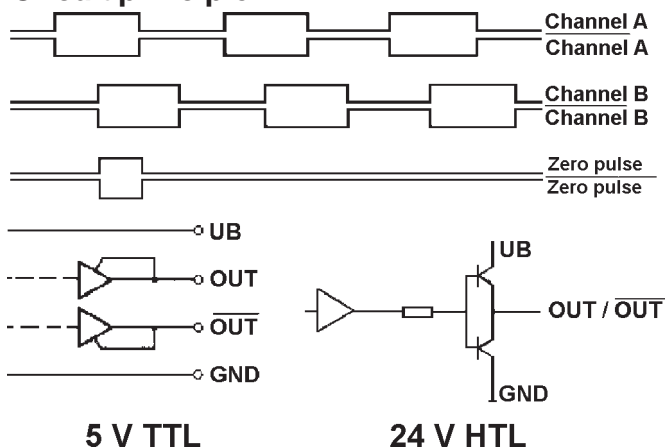 Channel A
Channel A
Channel B
Channel B
Zero pulse
Zero pulse
UB
OUT
OUT
GND
UB
OUT / OUT
GND
5 V TTL
24 V HTL